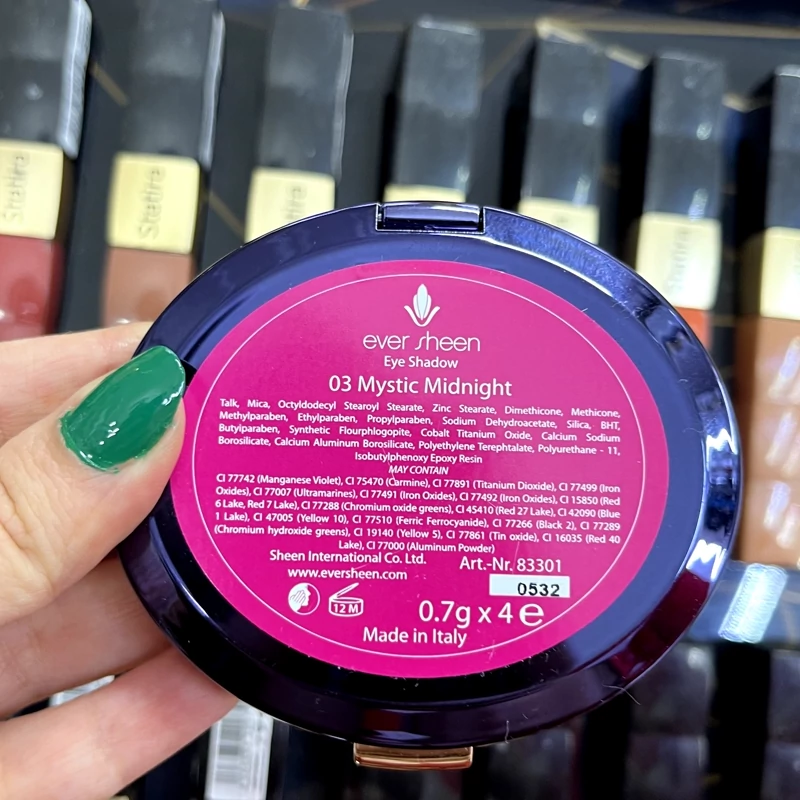 Statira
Statira
Statira
ever sheen
Eye Shadow
03 Mystic Midnight
Talk, Mica, Octyldodecyl Stearoyl Stearate, Zinc Stearate, Dimethicone, Methicone,
Methylparaben, Ethylparaben, Propylparaben, Sodium Dehydroacetate, Silica, BHT,
Butylparaben, Synthetic Flourphlogopite, Cobalt Titanium Oxide, Calcium Sodium
Borosilicate, Calcium Aluminum Borosilicate, Polyethylene Terephtalate, Polyurethane - 11,
Isobutylphenoxy Epoxy Resin
MAY CONTAIN
CI 77742 (Manganese Violet), CI 75470 (Carmine), CI 77891 (Titanium Dioxide), CI 77499 (Iron
Oxides), CI 77007 (Ultramarines), CI 77491 (Iron Oxides), CI 77492 (Iron Oxides), CI 15850 (Red
6 Lake, Red 7 Lake), CI 77288 (Chromium oxide greens), CI 45410 (Red 27 Lake), CI 42090 (Blue
1 Lake), CI 47005 (Yellow 10), CI 77510 (Ferric Ferrocyanide), CI 77266 (Black 2), CI 77289
(Chromium hydroxide greens), CI 19140 (Yellow 5), CI 77861 (Tin oxide), CI 16035 (Red 40
Lake), CI 77000 (Aluminum Powder)
Sheen International Co. Ltd. Art.-Nr. 83301
www.eversheen.com 0532
12 M 0.7g x 4 e
Made in Italy